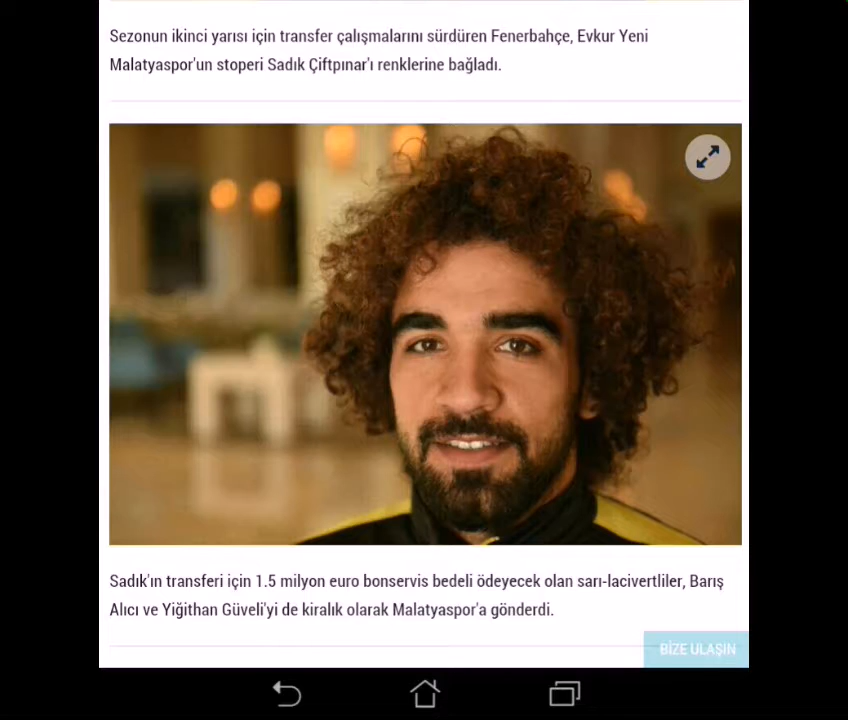 Sezonun ikinci yarısı için transfer çalışmalarını sürdüren Fenerbahçe, Evkur Yeni
Malatyaspor'un stoperi Sadık Çiftpınar'ı renklerine bağladı.
Sadık'ın transferi için 1.5 milyon euro bonservis bedeli ödeyecek olan sarı-lacivertliler, Barış
Alıcı ve Yiğithan Güveli'yi de kiralık olarak Malatyaspor'a gönderdi.
BİZE ULAŞIN